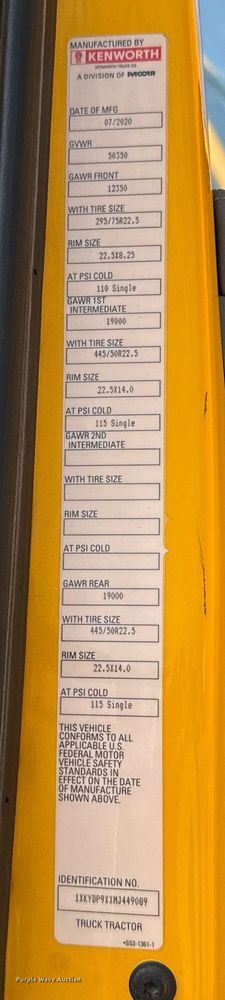 MANUFACTURED BY
KENWORTH
KENWORTH TRUCK CO.
A DIVISION OF PACCAR
DATE OF MFG
07/2020
GVWR
50350
GAWR FRONT
12350
WITH TIRE SIZE
295/75R22.5
RIM SIZE
22.5X8.25
AT PSI COLD
110 Single
GAWR 1ST
INTERMEDIATE
19000
WITH TIRE SIZE
445/50R22.5
RIM SIZE
22.5X14.0
AT PSI COLD
115 Single
GAWR 2ND
INTERMEDIATE
WITH TIRE SIZE
RIM SIZE
AT PSI COLD
GAWR REAR
19000
WITH TIRE SIZE
445/50R22.5
RIM SIZE
22.5X14.0
AT PSI COLD
115 Single
THIS VEHICLE
CONFORMS TO ALL
APPLICABLE U.S.
FEDERAL MOTOR
VEHICLE SAFETY
STANDARDS IN
EFFECT ON THE DATE
OF MANUFACTURE
SHOWN ABOVE.
IDENTIFICATION NO.
1XKYDP9X1MJ449089
TRUCK TRACTOR
•S53-1361-1
Purple Wave Auction